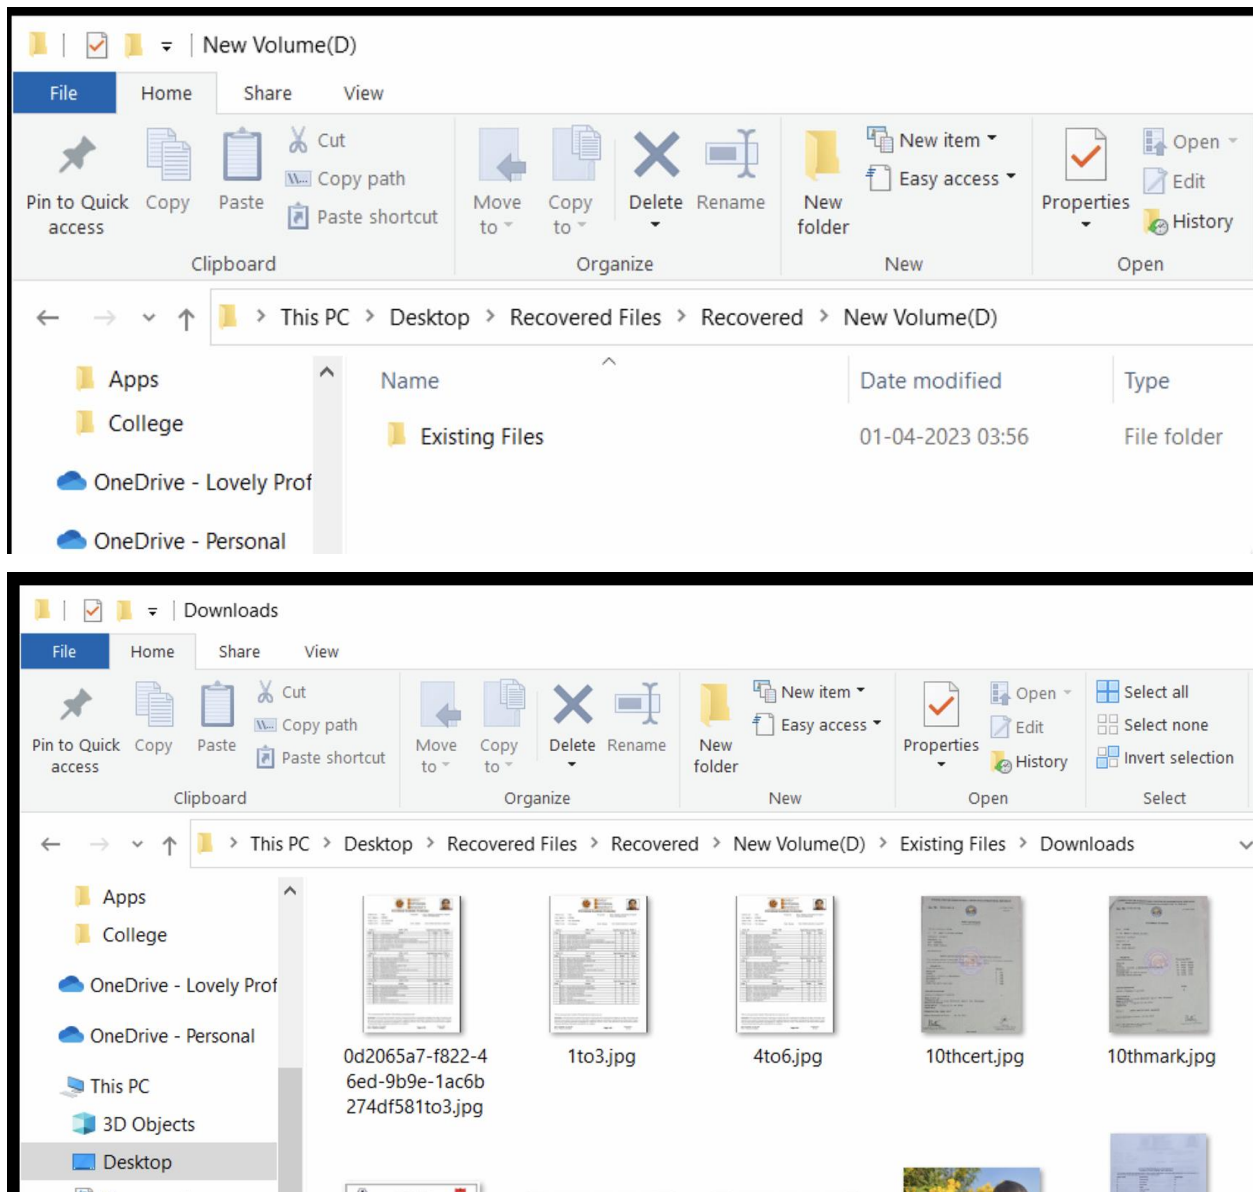 New Volume(D)
File Home Share View
Pin to Quick access Copy Paste Cut Copy path Paste shortcut Move to Copy to Delete Rename New folder New item Easy access Properties Open Edit History
Clipboard Organize New Open
This PC > Desktop > Recovered Files > Recovered > New Volume(D)
Apps Name Date modified Type
College Existing Files 01-04-2023 03:56 File folder
OneDrive - Lovely Prof
OneDrive - Personal
Downloads
File Home Share View
Pin to Quick access Copy Paste Cut Copy path Paste shortcut Move to Copy to Delete Rename New folder New item Easy access Properties Open Edit History Select all Select none Invert selection
Clipboard Organize New Open Select
This PC > Desktop > Recovered Files > Recovered > New Volume(D) > Existing Files > Downloads
Apps
College
OneDrive - Lovely Prof
OneDrive - Personal
This PC
3D Objects
Desktop
0d2065a7-f822-4
6ed-9b9e-1ac6b
274df581to3.jpg
1to3.jpg
4to6.jpg
10thcert.jpg
10thmark.jpg